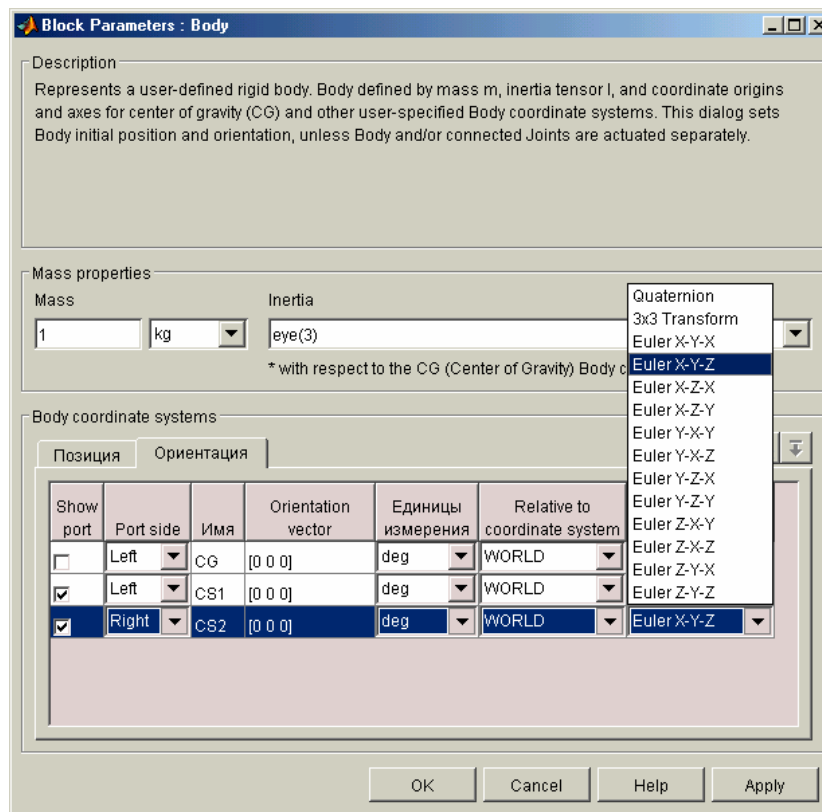 Block Parameters : Body
Description
Represents a user-defined rigid body. Body defined by mass m, inertia tensor I, and coordinate origins
and axes for center of gravity (CG) and other user-specified Body coordinate systems. This dialog sets
Body initial position and orientation, unless Body and/or connected Joints are actuated separately.
Mass properties
Mass
Inertia
1
kg
eye(3)
* with respect to the CG (Center of Gravity) Body c
Quaternion
3x3 Transform
Euler X-Y-X
Euler X-Y-Z
Euler X-Z-X
Euler X-Z-Y
Euler Y-X-Y
Euler Y-X-Z
Euler Y-Z-X
Euler Y-Z-Y
Euler Z-X-Y
Euler Z-X-Z
Euler Z-Y-X
Euler Z-Y-Z
Body coordinate systems
Позиция
Ориентация
Show port
Port side
Имя
Orientation vector
Единицы измерения
Relative to coordinate system
Left CG [0 0 0] deg WORLD
Left CS1 [0 0 0] deg WORLD
Right CS2 [0 0 0] deg WORLD Euler X-Y-Z
OK
Cancel
Help
Apply